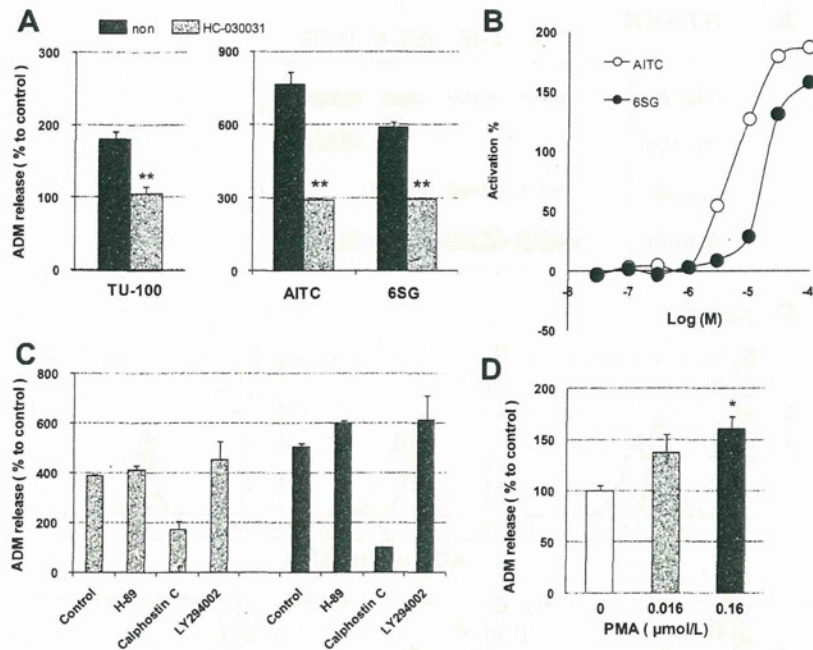 A
non HC-030031
ADM release ( % to control)
300
200
100
0
**
TU-100
900
600
300
0
** **
AITC 6SG
B
Activation %
200
150
100
50
0
-50
AITC
6SG
-8 -7 -6 -5 -4
Log (M)
C
ADM release ( % to control)
800
600
400
200
0
Control H-89 Calphostin C LY294002 Control H-89 Calphostin C LY294002
D
ADM release ( % to control)
200
150
100
50
0
*
0 0.016 0.16
PMA ( μmol/L)